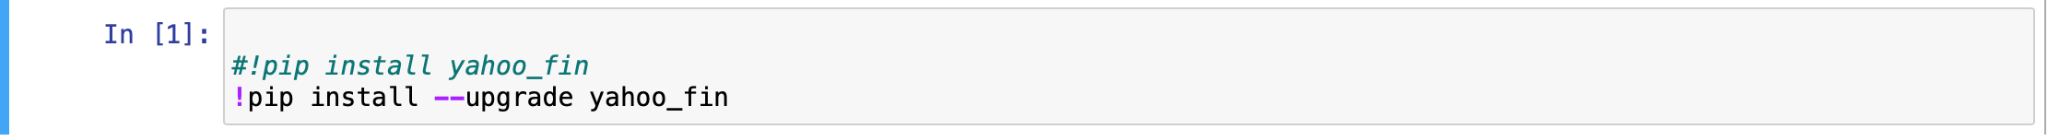 In [1]:
#!pip install yahoo_fin
!pip install --upgrade yahoo_fin